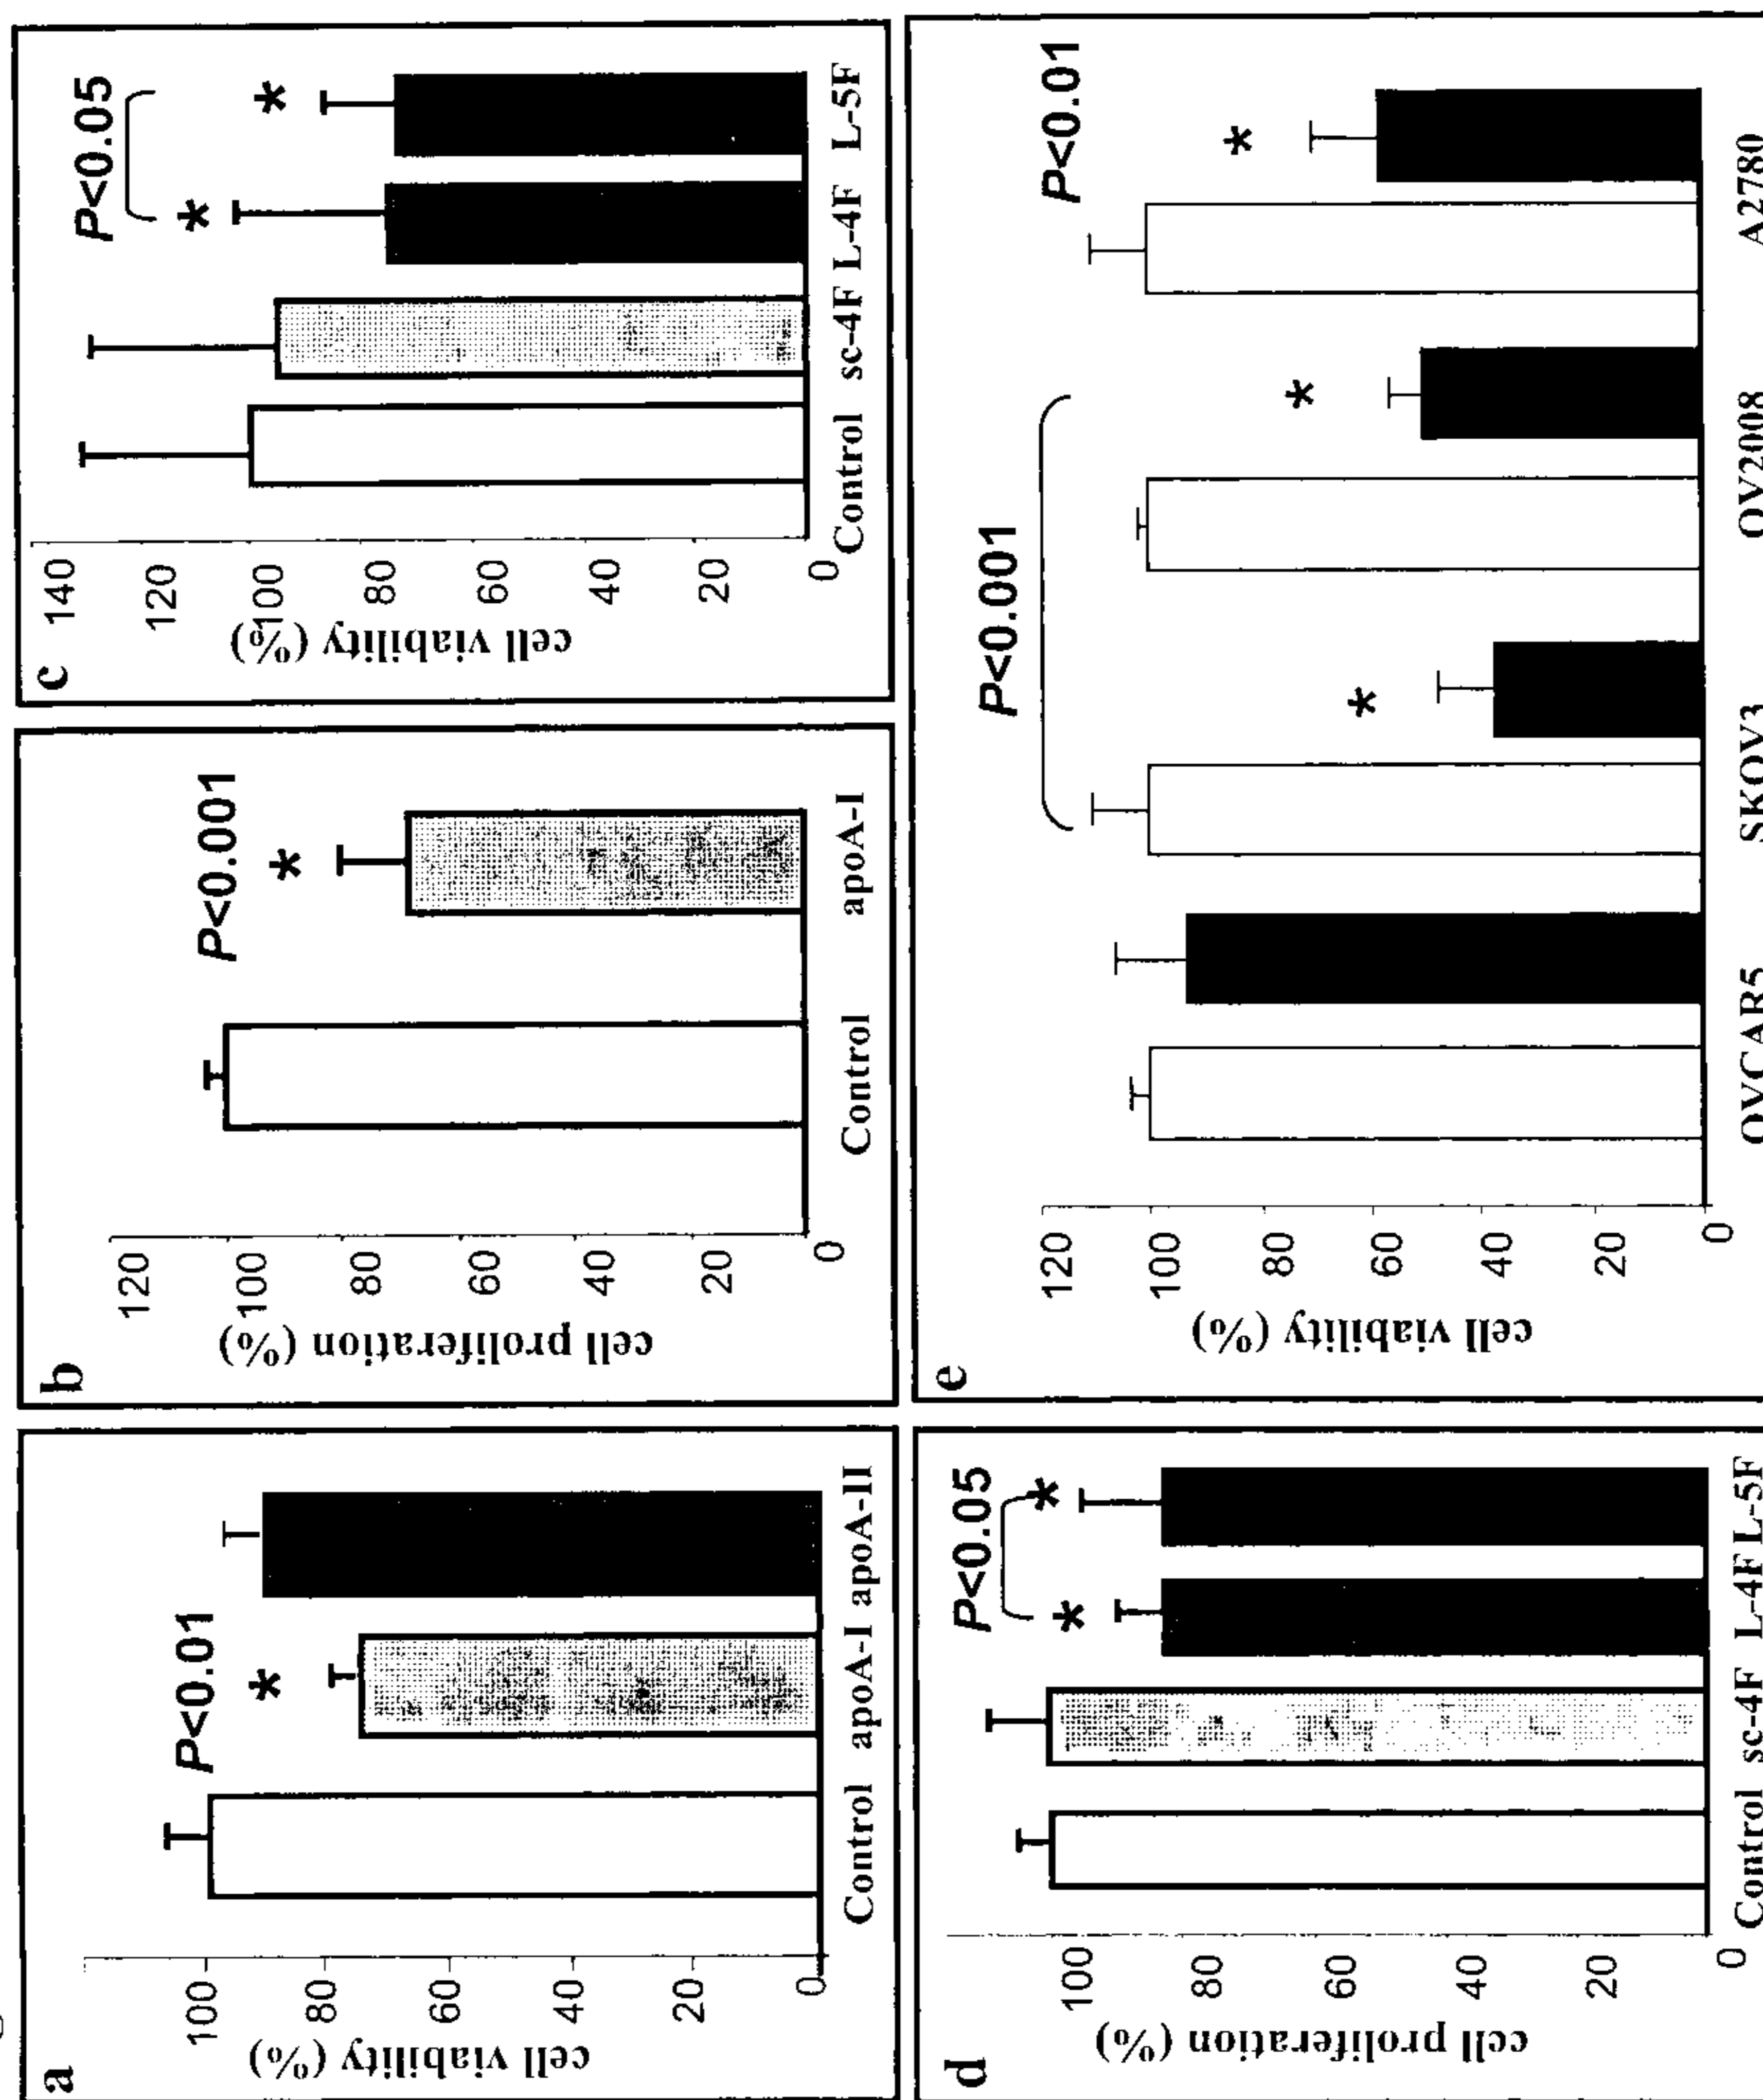 a
P<0.01
*
cell viability (%)
100
80
60
40
20
0
Control apoA-I apoA-II
b
P<0.001
*
cell proliferation (%)
120
100
80
60
40
20
0
Control apoA-I
c
P<0.05
* *
cell viability (%)
140
120
100
80
60
40
20
0
Control sc-4F L-4F L-5F
d
P<0.05
* *
cell proliferation (%)
100
80
60
40
20
0
Control sc-4F L-4F L-5F
e
P<0.001
P<0.01
* * *
cell viability (%)
120
100
80
60
40
20
0
OVCAR5 SKOV3 OV2008 A2780